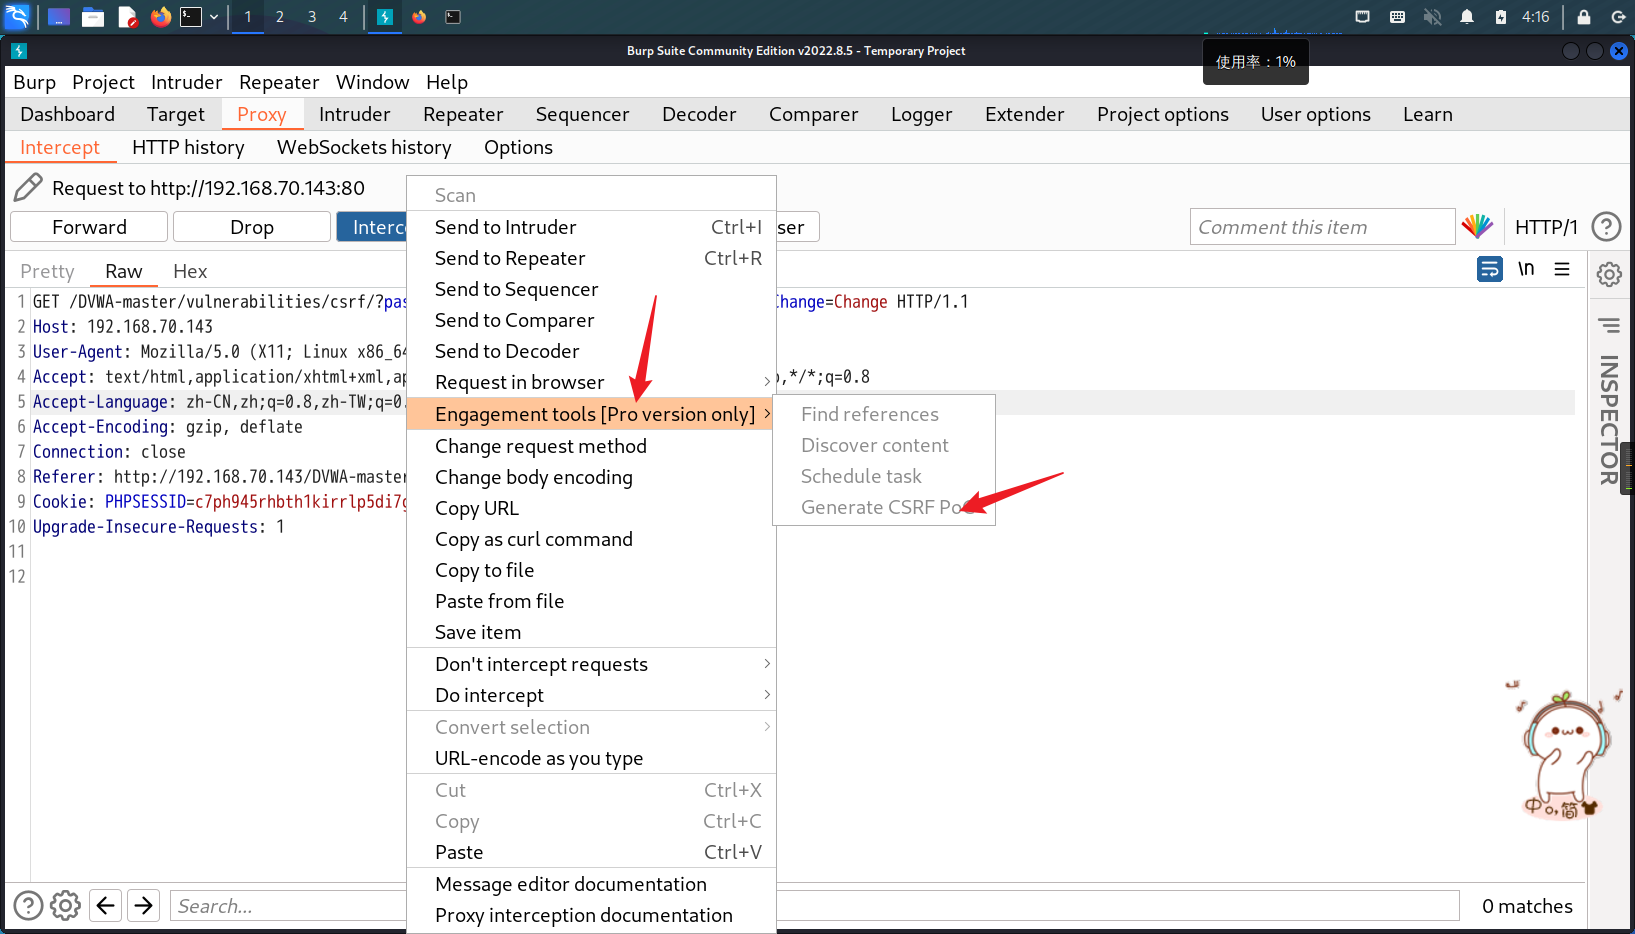 1 2 3 4 4:16
Burp Suite Community Edition v2022.8.5 - Temporary Project
使用率：1%
Burp Project Intruder Repeater Window Help
Dashboard Target Proxy Intruder Repeater Sequencer Decoder Comparer Logger Extender Project options User options Learn
Intercept HTTP history WebSockets history Options
Request to http://192.168.70.143:80
Forward Drop Interc ser Comment this item HTTP/1
Pretty Raw Hex \n
1 GET /DVWA-master/vulnerabilities/csrf/?pas Change=Change HTTP/1.1
2 Host: 192.168.70.143
3 User-Agent: Mozilla/5.0 (X11; Linux x86_64
4 Accept: text/html,application/xhtml+xml,ap ,*/*;q=0.8
5 Accept-Language: zh-CN,zh;q=0.8,zh-TW;q=0.
6 Accept-Encoding: gzip, deflate
7 Connection: close
8 Referer: http://192.168.70.143/DVWA-master
9 Cookie: PHPSESSID=c7ph945rhbth1kirrlp5di7g
10 Upgrade-Insecure-Requests: 1
11
12
Scan
Send to Intruder Ctrl+I
Send to Repeater Ctrl+R
Send to Sequencer
Send to Comparer
Send to Decoder
Request in browser
Engagement tools [Pro version only]
Change request method
Change body encoding
Copy URL
Copy as curl command
Copy to file
Paste from file
Save item
Don't intercept requests
Do intercept
Convert selection
URL-encode as you type
Cut Ctrl+X
Copy Ctrl+C
Paste Ctrl+V
Message editor documentation
Proxy interception documentation
Find references
Discover content
Schedule task
Generate CSRF PoC
INSPECTOR
中 简
Search... 0 matches